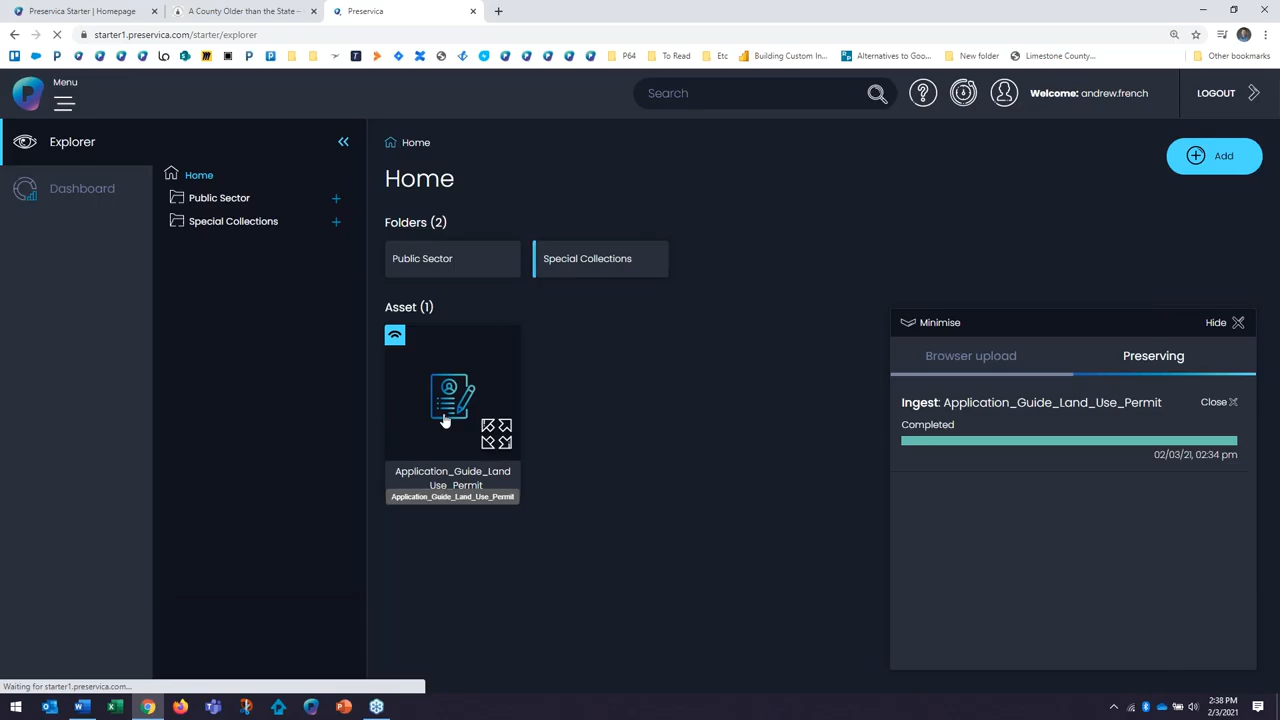 Preservica Starter | Homepage
A County Older than the State –
Preservica
starter1.preservica.com/starter/explorer
P64
To Read
Etc
Building Custom In...
Alternatives to Goo...
New folder
Limestone County...
Other bookmarks
Menu
Search
Welcome: andrew.french
LOGOUT
Explorer
Dashboard
Home
Public Sector
Special Collections
Home
Home
Add
Folders (2)
Public Sector
Special Collections
Asset (1)
Application_Guide_Land
Use_Permit
Application_Guide_Land_Use_Permit
Minimise
Hide
Browser upload
Preserving
Ingest: Application_Guide_Land_Use_Permit
Close
Completed
02/03/21, 02:34 pm
Waiting for starter1.preservica.com...
2:38 PM
2/3/2021